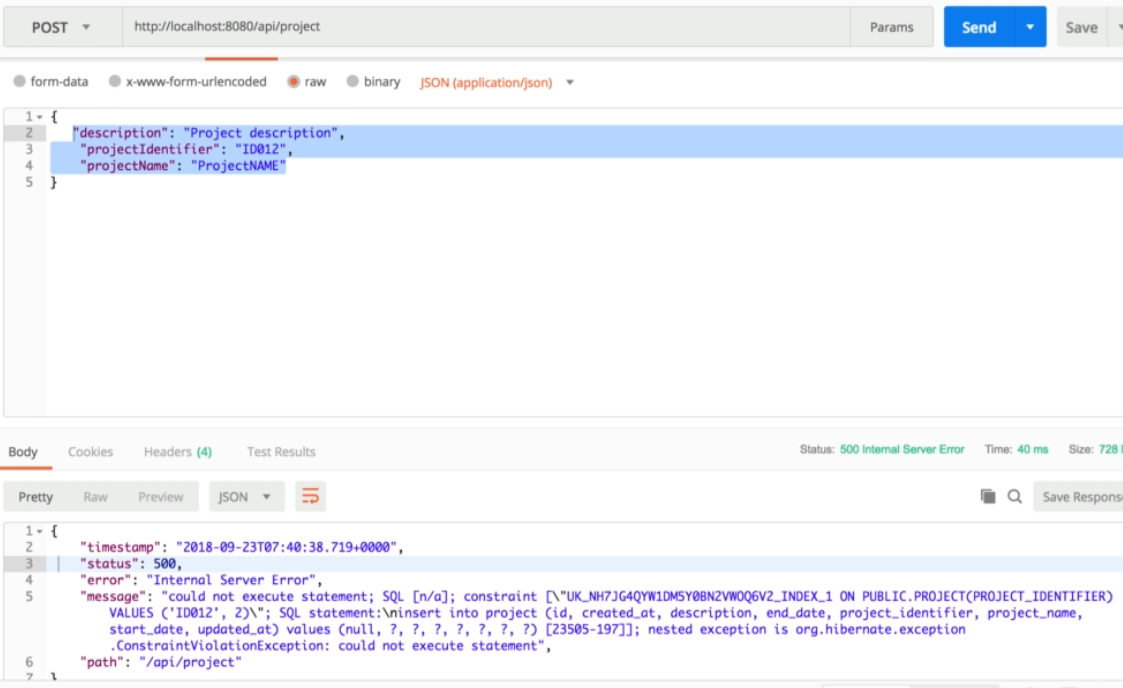 POST http://localhost:8080/api/project Params Send Save
form-data x-www-form-urlencoded raw binary JSON (application/json)
1 {
2 "description": "Project description",
3 "projectIdentifier": "ID012",
4 "projectName": "ProjectNAME"
5 }
Body Cookies Headers (4) Test Results Status: 500 Internal Server Error Time: 40 ms Size: 728
Pretty Raw Preview JSON Save Respons
1 {
2 "timestamp": "2018-09-23T07:40:38.719+0000",
3 "status": 500,
4 "error": "Internal Server Error",
5 "message": "could not execute statement; SQL [n/a]; constraint [\"UK_NH7JG4QYW1DM5Y0BN2VWOQ6V2_INDEX_1 ON PUBLIC.PROJECT(PROJECT_IDENTIFIER)
VALUES ('ID012', 2)\"; SQL statement:\ninsert into project (id, created_at, description, end_date, project_identifier, project_name,
start_date, updated_at) values (null, ?, ?, ?, ?, ?, ?, ?) [23505-197]]; nested exception is org.hibernate.exception
.ConstraintViolationException: could not execute statement",
6 "path": "/api/project"
7 }